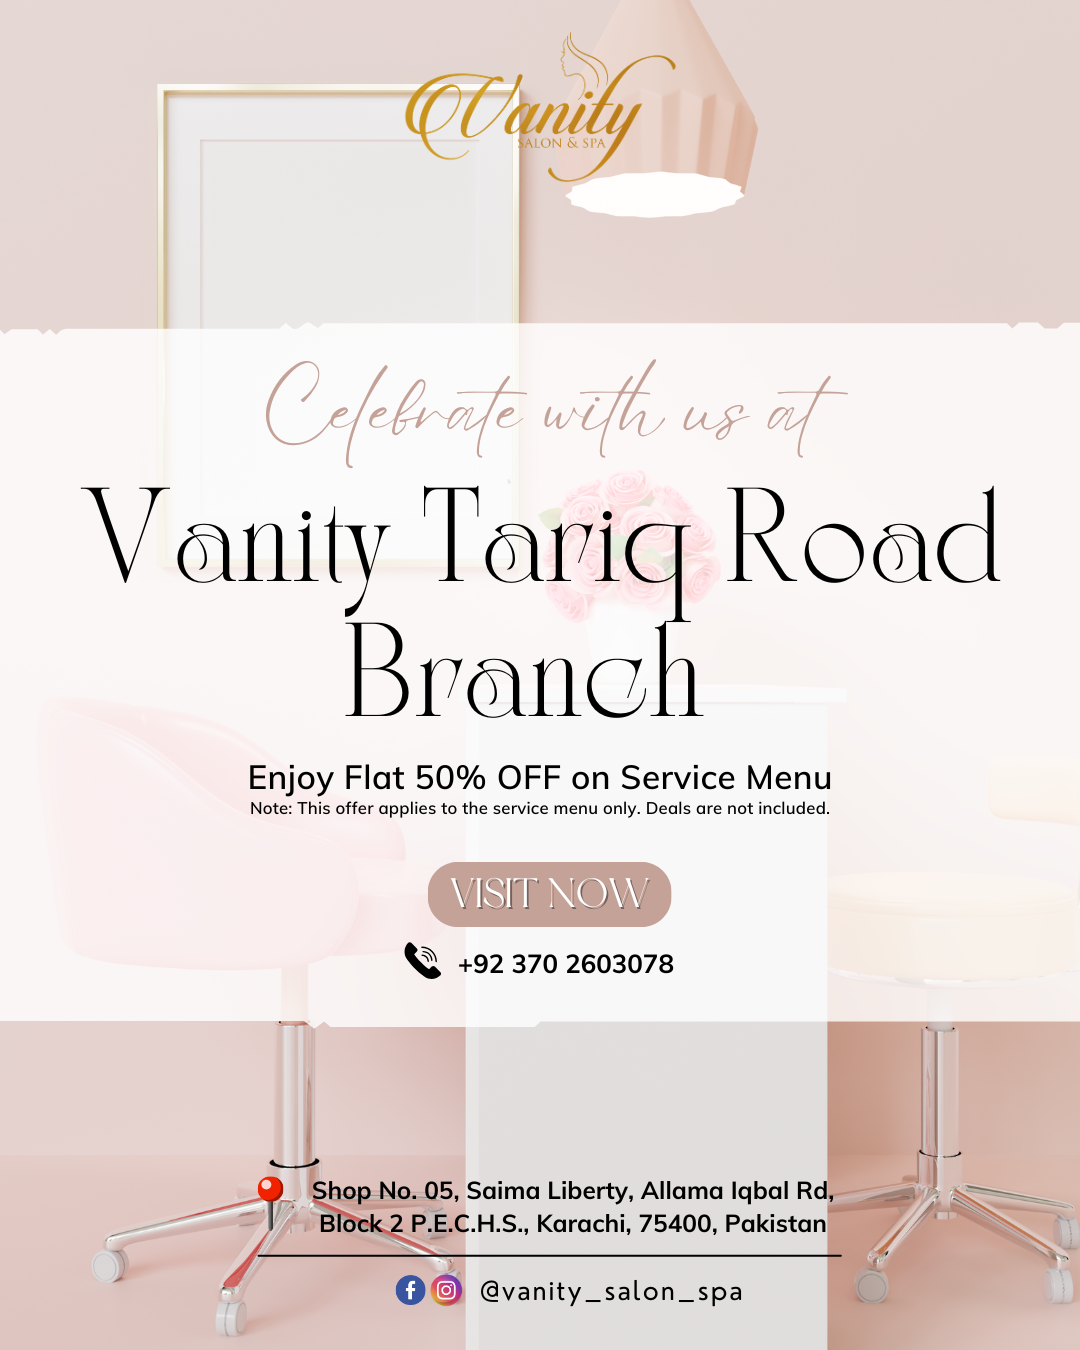 Vanity
SALON & SPA
Celebrate with us at
Vanity Tariq Road
Branch
Enjoy Flat 50% OFF on Service Menu
Note: This offer applies to the service menu only. Deals are not included.
VISIT NOW
+92 370 2603078
Shop No. 05, Saima Liberty, Allama Iqbal Rd,
Block 2 P.E.C.H.S., Karachi, 75400, Pakistan
@vanity_salon_spa